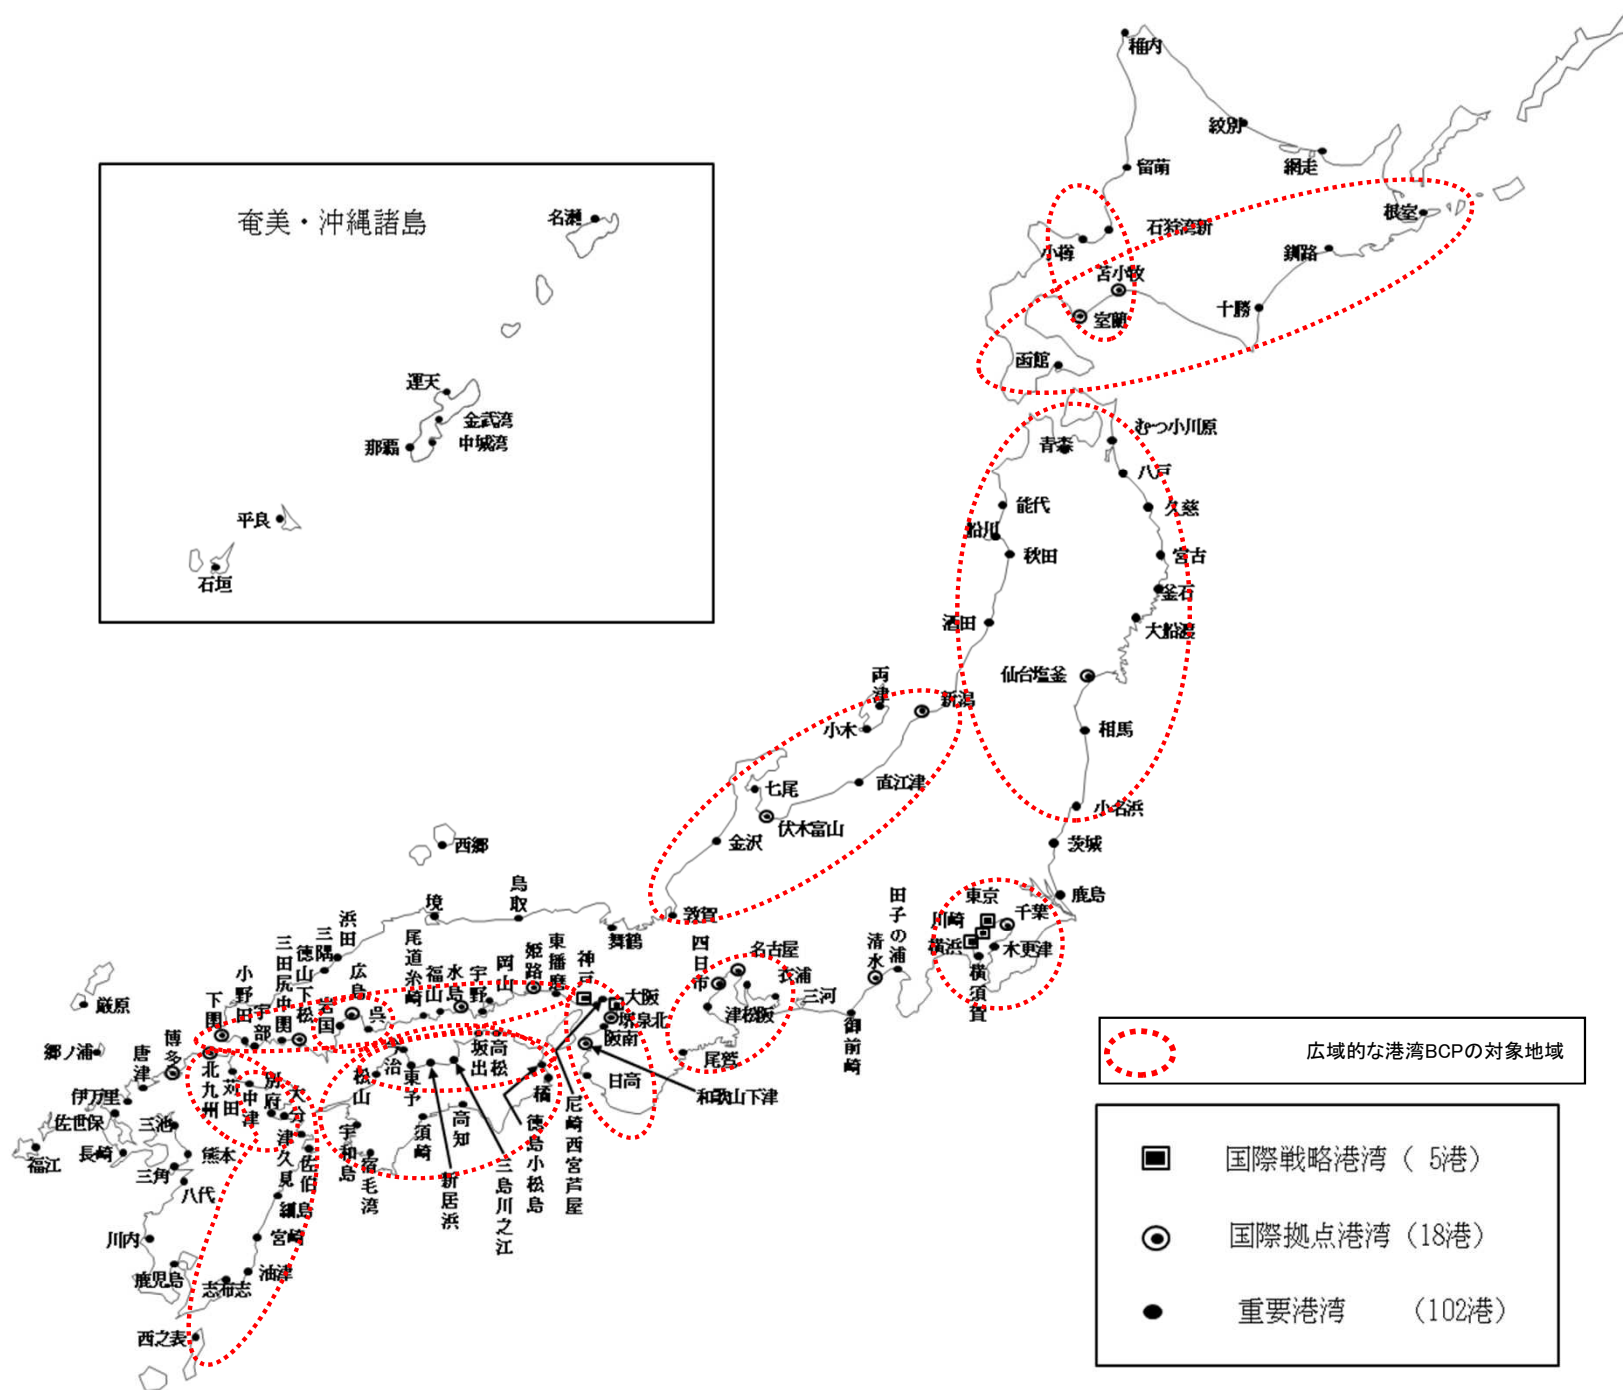 稚内
紋別
網走
留萌
根室
石狩湾新
小樽
釧路
苫小牧
十勝
室蘭
函館
奄美・沖縄諸島
名瀬
運天
金武湾
中城湾
那覇
平良
石垣
むつ小川原
青森
八戸
能代
久慈
船川
秋田
宮古
釜石
酒田
大船渡
仙台塩釜
両津
新潟
小木
相馬
直江津
七尾
小名浜
伏木富山
金沢
茨城
西郷
鹿島
敦賀
東京
川崎
千葉
横浜
木更津
横須賀
田子の浦
清水
御前崎
名古屋
四日市
衣浦
三河
津松阪
尾鷲
舞鶴
鳥取
境
浜田
三隅
徳山下松
三田尻中関
小野田
宇部
下関
広島
岩国
呉
尾道糸崎
福山
水島
宇野
岡山
姫路
東播磨
神戸
大阪
堺泉北
阪南
和歌山下津
日高
尼崎西宮芦屋
高松
坂出
今治
松山
東予
新居浜
三島川之江
徳島小松島
橘
高知
須崎
宿毛湾
宇和島
厳原
郷ノ浦
博多
唐津
伊万里
佐世保
福江
長崎
三池
熊本
三角
八代
川内
鹿児島
西之表
志布志
油津
宮崎
細島
佐伯
津久見
大分
別府
中津
苅田
北九州
広域的な港湾BCPの対象地域
国際戦略港湾（ 5港）
国際拠点港湾（18港）
重要港湾 （102港）